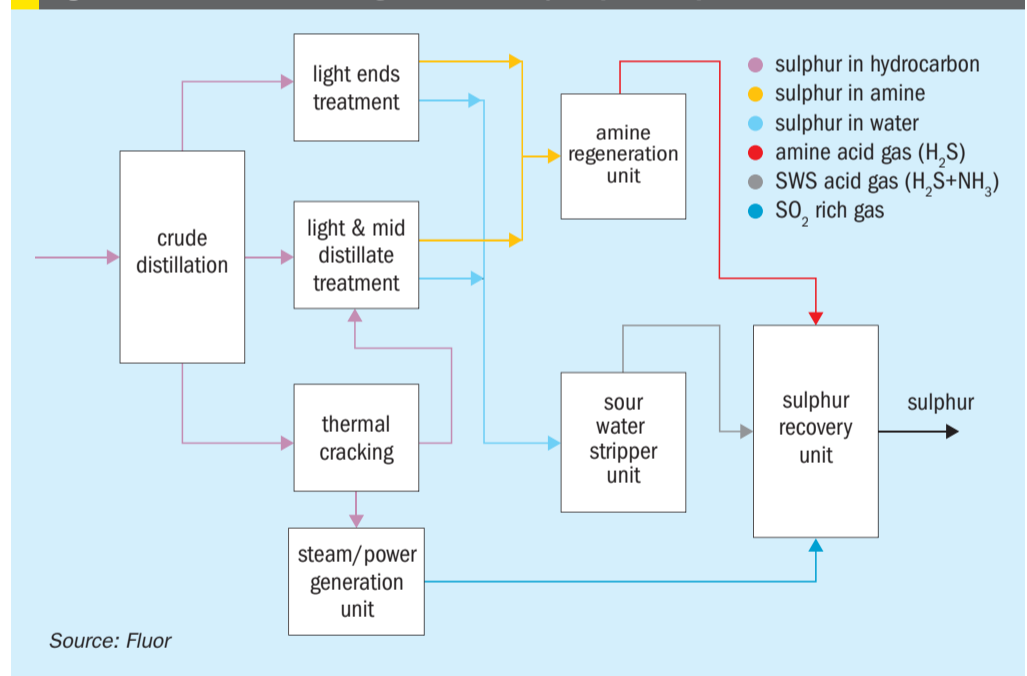 light ends
treatment
crude
distillation
light & mid
distillate
treatment
thermal
cracking
steam/power
generation
unit
amine
regeneration
unit
sour
water
stripper
unit
sulphur
recovery
unit
sulphur
sulphur in hydrocarbon
sulphur in amine
sulphur in water
amine acid gas (H₂S)
SWS acid gas (H₂S+NH₃)
SO₂ rich gas
Source: Fluor